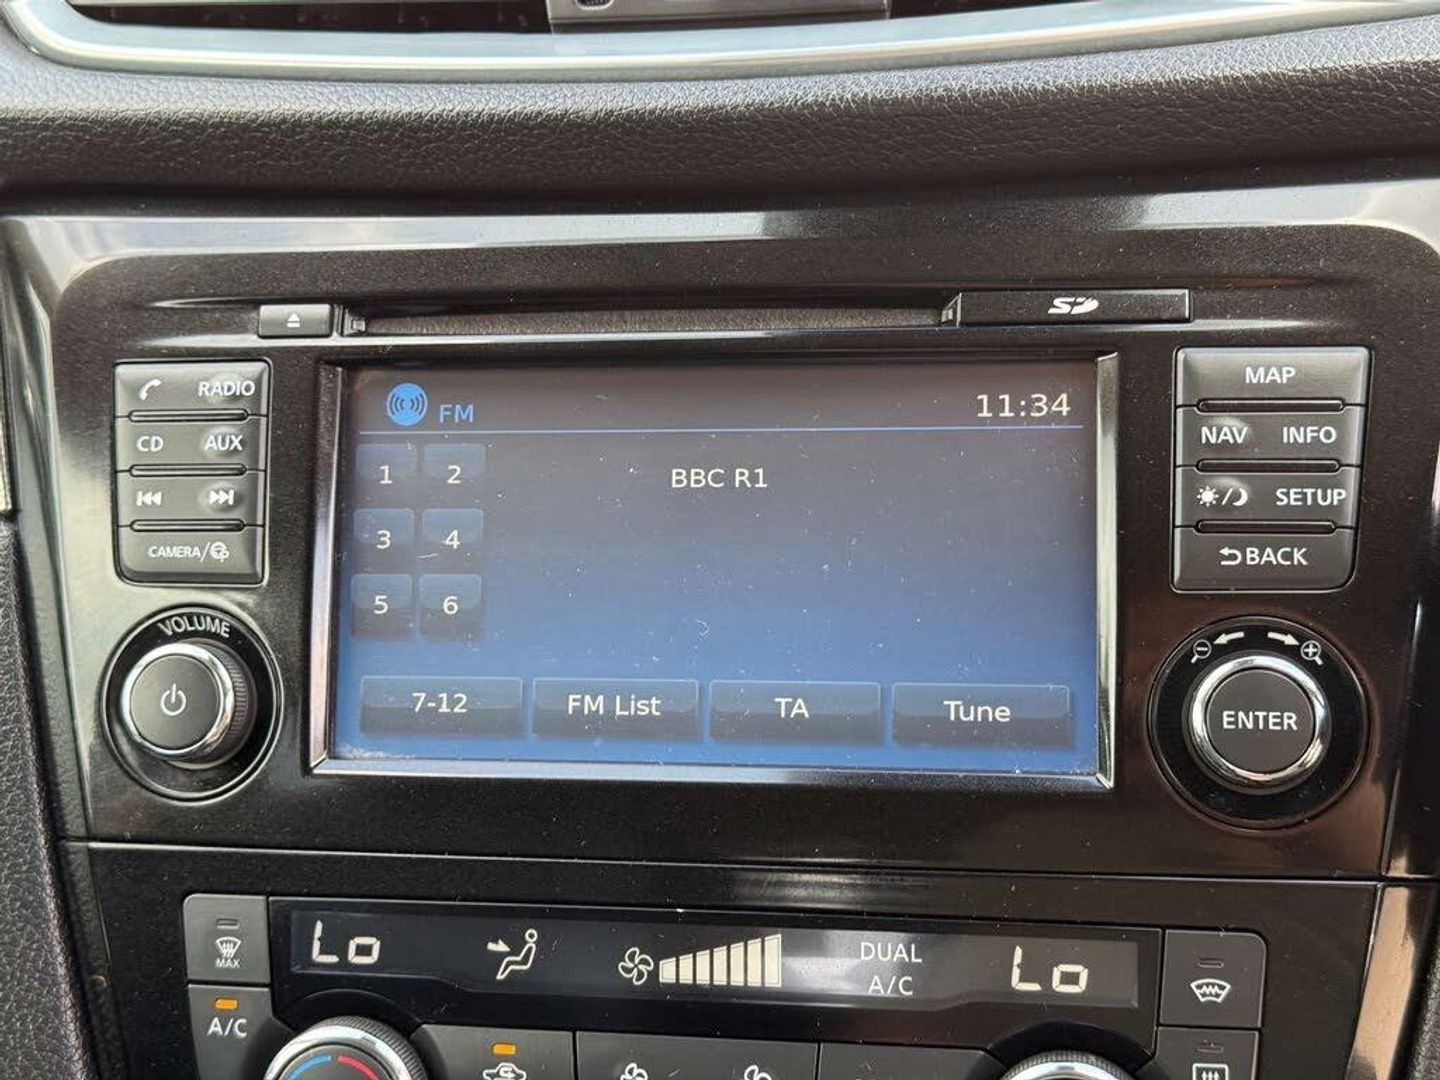 SD
RADIO
CD AUX
CAMERA/
VOLUME
FM 11:34
1 2
BBC R1
3 4
5 6
7-12 FM List TA Tune
MAP
NAV INFO
SETUP
BACK
ENTER
MAX
Lo
DUAL
A/C
Lo
A/C